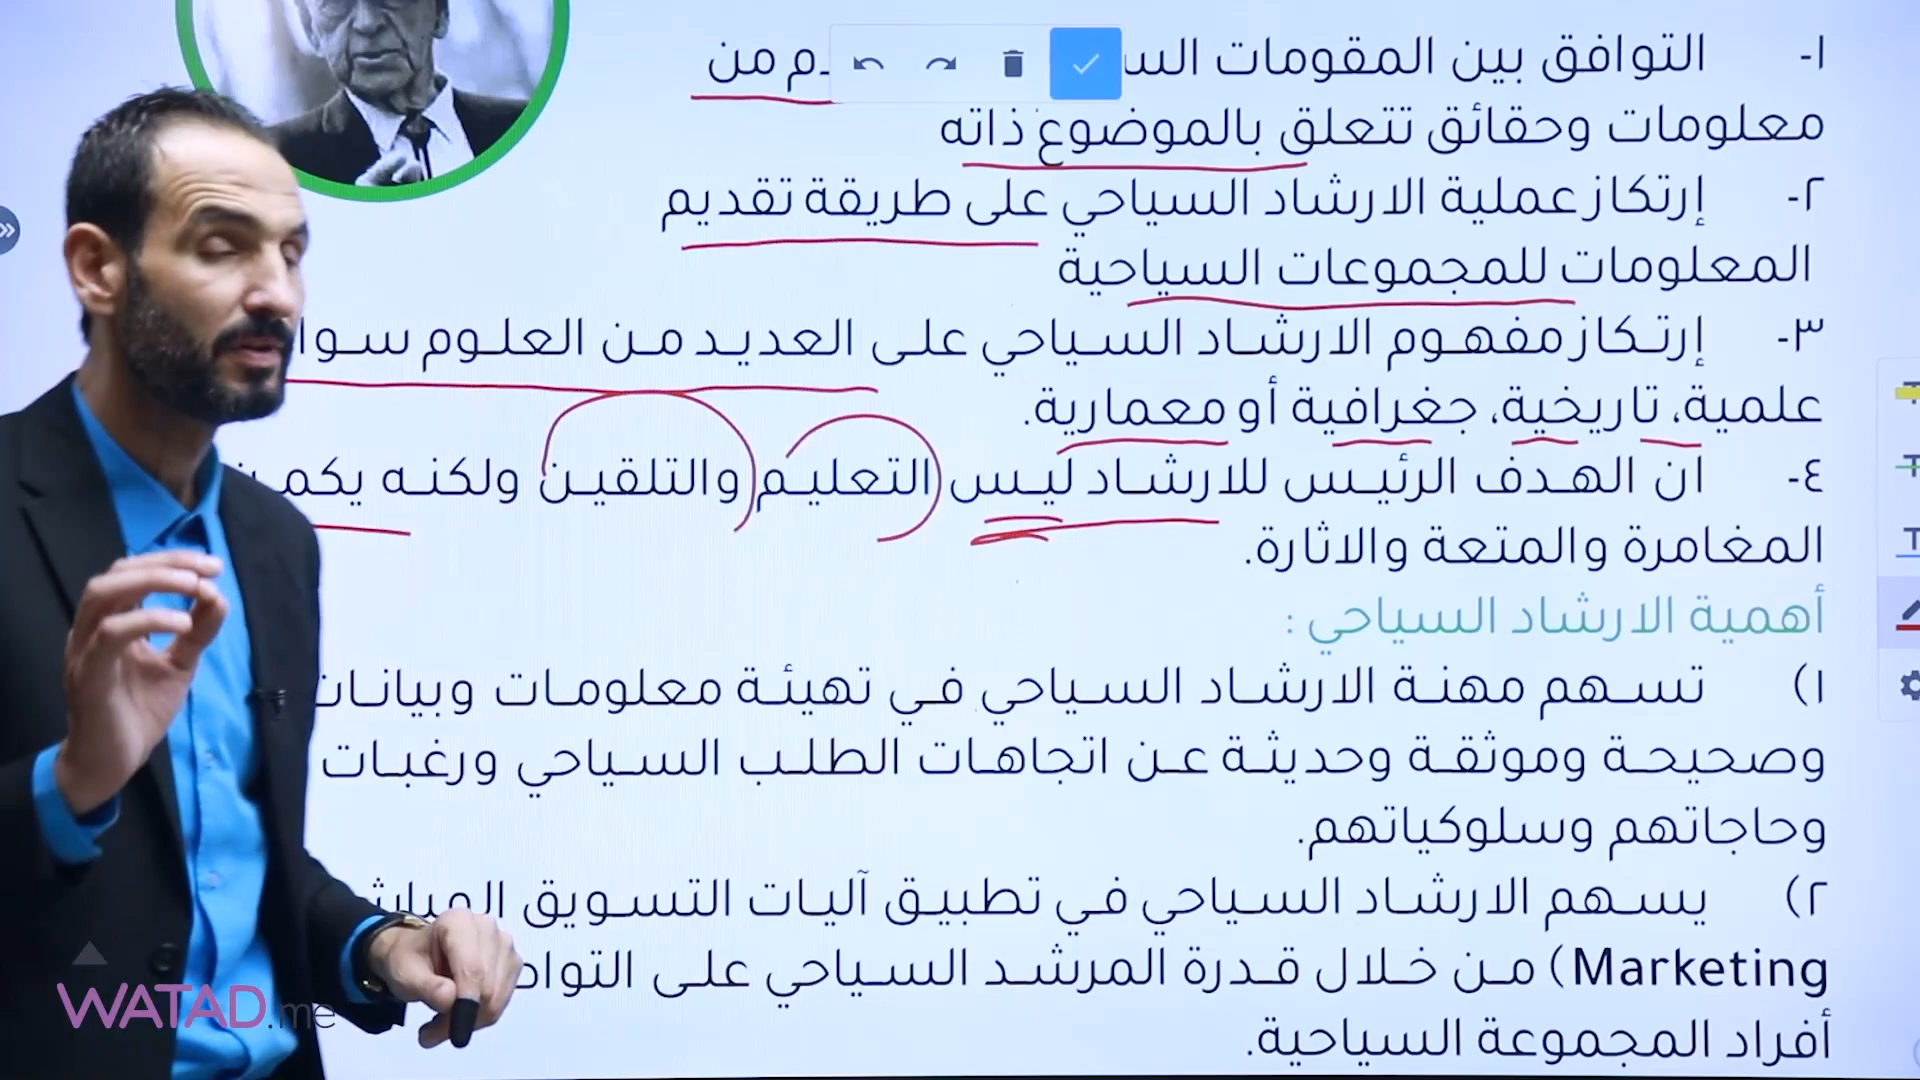 ١- التوافق بين المقومات من
معلومات وحقائق تتعلق بالموضوع ذاته
٢- إرتكاز عملية الارشاد السياحي على طريقة تقديم
المعلومات للمجموعات السياحية
٣- إرتكاز مفهوم الارشاد السياحي على العديد من العلوم
علمية، تاريخية، جغرافية أو معمارية.
٤- ان الهدف الرئيس للارشاد ليس التعليم والتلقين ولكنه
المغامرة والمتعة والاثارة.
أهمية الارشاد السياحي :
١) تسهم مهنة الارشاد السياحي في تهيئة معلومات وبيانات
وصحيحة وموثقة وحديثة عن اتجاهات الطلب السياحي ورغبات
وحاجاتهم وسلوكياتهم.
٢) يسهم الارشاد السياحي في تطبيق آليات التسويق
Marketing) من خلال قدرة المرشد السياحي على
أفراد المجموعة السياحية.
WATAD.me